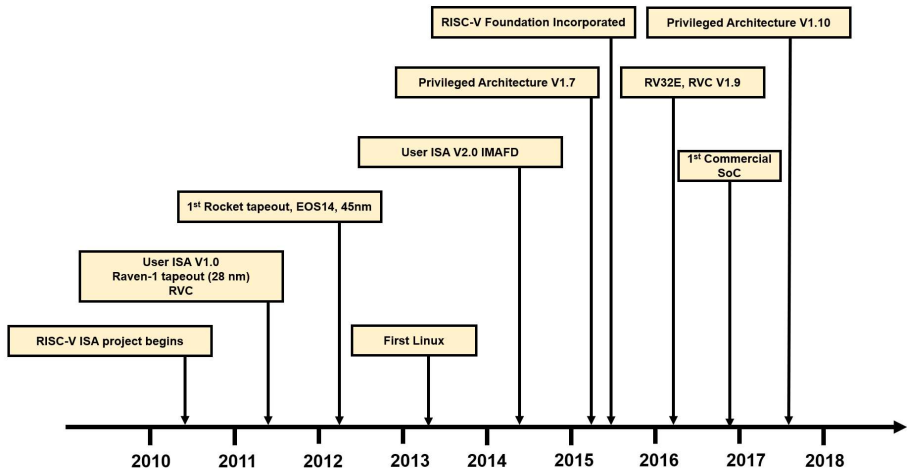 RISC-V Foundation Incorporated
Privileged Architecture V1.10
Privileged Architecture V1.7
RV32E, RVC V1.9
User ISA V2.0 IMAFD
1st Commercial
SoC
1st Rocket tapeout, EOS14, 45nm
User ISA V1.0
Raven-1 tapeout (28 nm)
RVC
RISC-V ISA project begins
First Linux
2010 2011 2012 2013 2014 2015 2016 2017 2018